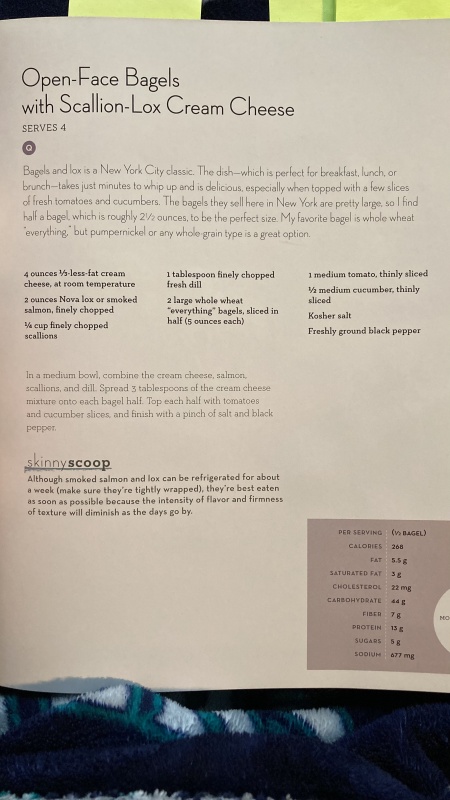 Open-Face Bagels
with Scallion-Lox Cream Cheese
SERVES 4
Q
Bagels and lox is a New York City classic. The dish—which is perfect for breakfast, lunch, or
brunch—takes just minutes to whip up and is delicious, especially when topped with a few slices
of fresh tomatoes and cucumbers. The bagels they sell here in New York are pretty large, so I find
half a bagel, which is roughly 2½ ounces, to be the perfect size. My favorite bagel is whole wheat
"everything," but pumpernickel or any whole-grain type is a great option.
4 ounces ⅓-less-fat cream
cheese, at room temperature
2 ounces Nova lox or smoked
salmon, finely chopped
¼ cup finely chopped
scallions
1 tablespoon finely chopped
fresh dill
2 large whole wheat
"everything" bagels, sliced in
half (5 ounces each)
1 medium tomato, thinly sliced
½ medium cucumber, thinly
sliced
Kosher salt
Freshly ground black pepper
In a medium bowl, combine the cream cheese, salmon,
scallions, and dill. Spread 3 tablespoons of the cream cheese
mixture onto each bagel half. Top each half with tomatoes
and cucumber slices, and finish with a pinch of salt and black
pepper.
skinnyscoop
Although smoked salmon and lox can be refrigerated for about
a week (make sure they're tightly wrapped), they're best eaten
as soon as possible because the intensity of flavor and firmness
of texture will diminish as the days go by.
PER SERVING (½ BAGEL)
CALORIES 268
FAT 5.5 g
SATURATED FAT 3 g
CHOLESTEROL 22 mg
CARBOHYDRATE 44 g
FIBER 7 g
PROTEIN 13 g
SUGARS 5 g
SODIUM 677 mg
MO